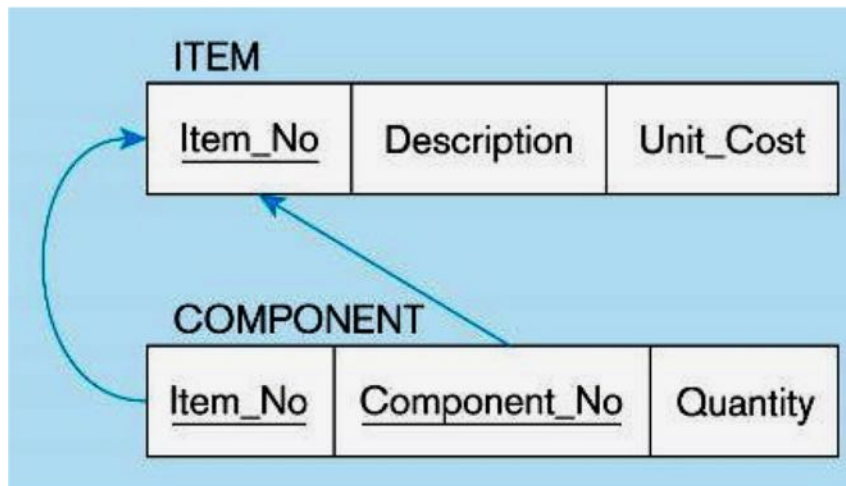 ITEM
Item_No Description Unit_Cost
COMPONENT
Item_No Component_No Quantity